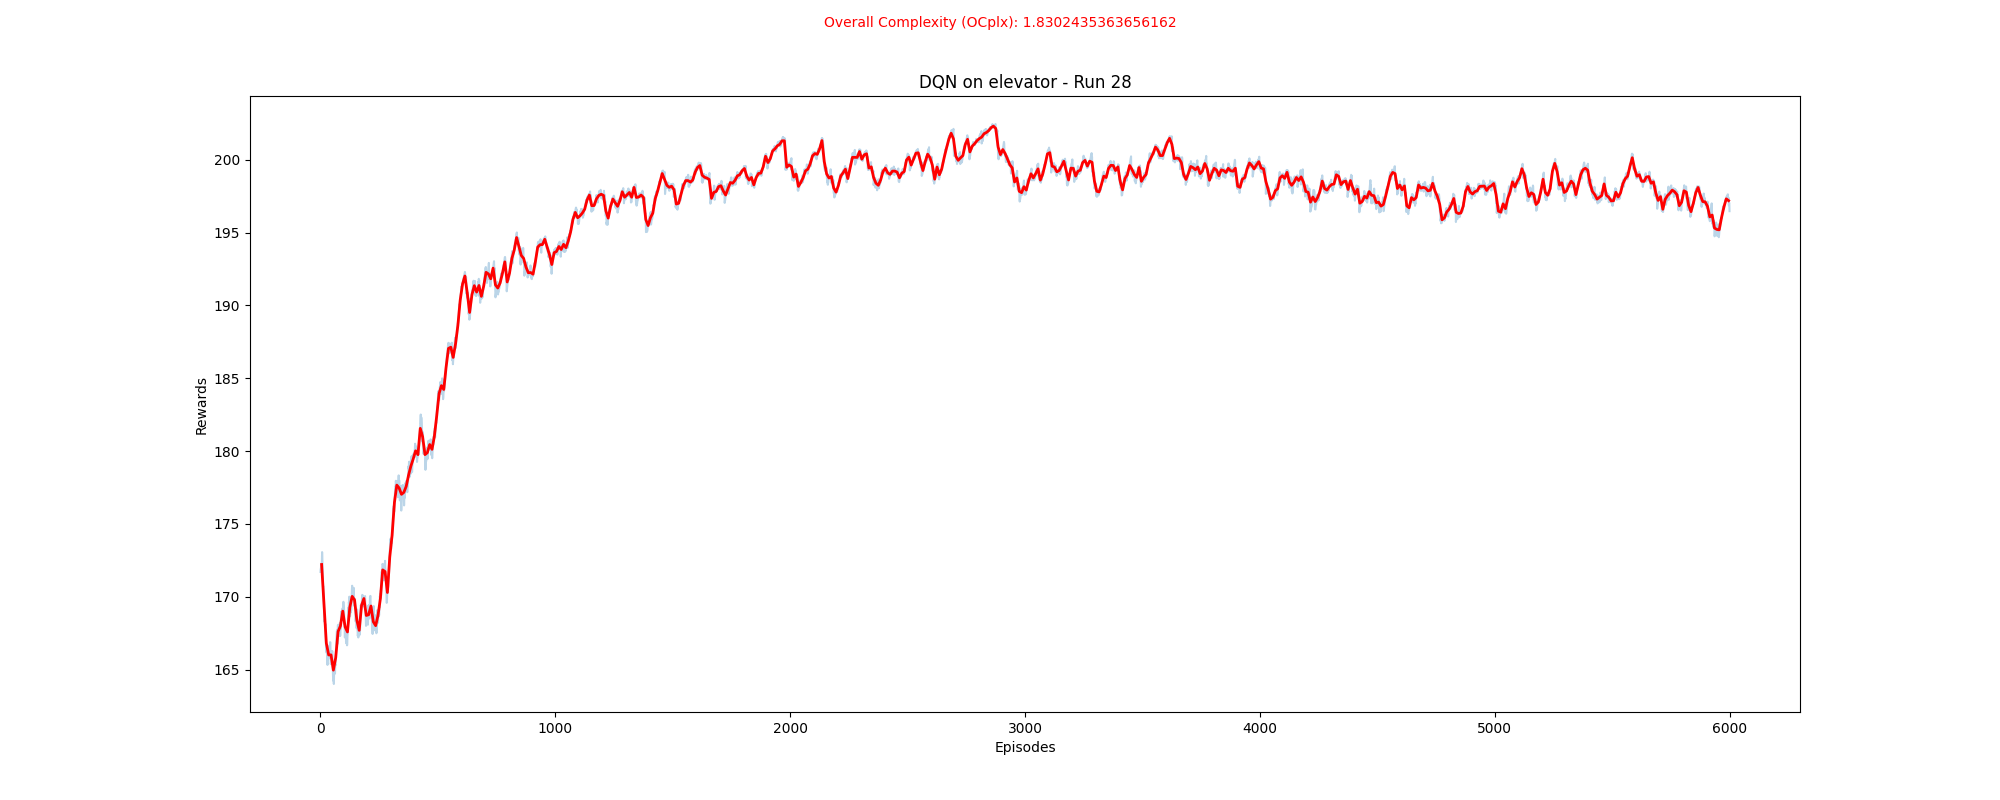 Overall Complexity (OCplx): 1.8302435363656162
DQN on elevator - Run 28
200
195
190
185
180
175
170
165
Rewards
0 1000 2000 3000 4000 5000 6000
Episodes